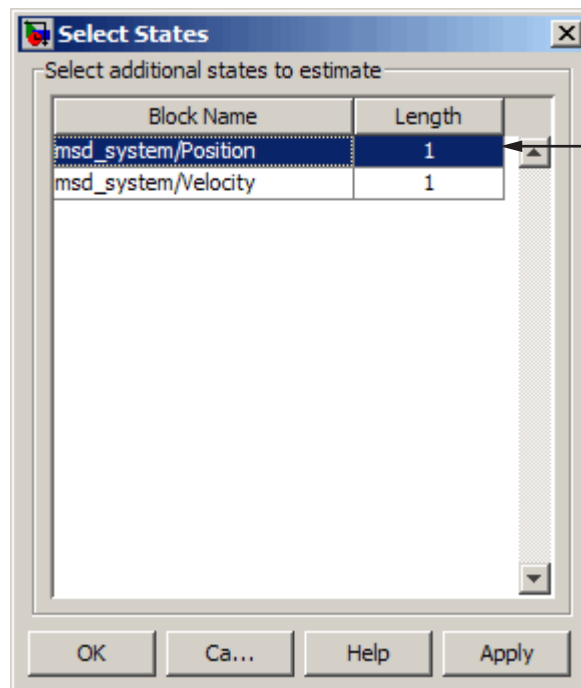 Select States
Select additional states to estimate
Block Name Length
msd_system/Position 1
msd_system/Velocity 1
OK Ca... Help Apply